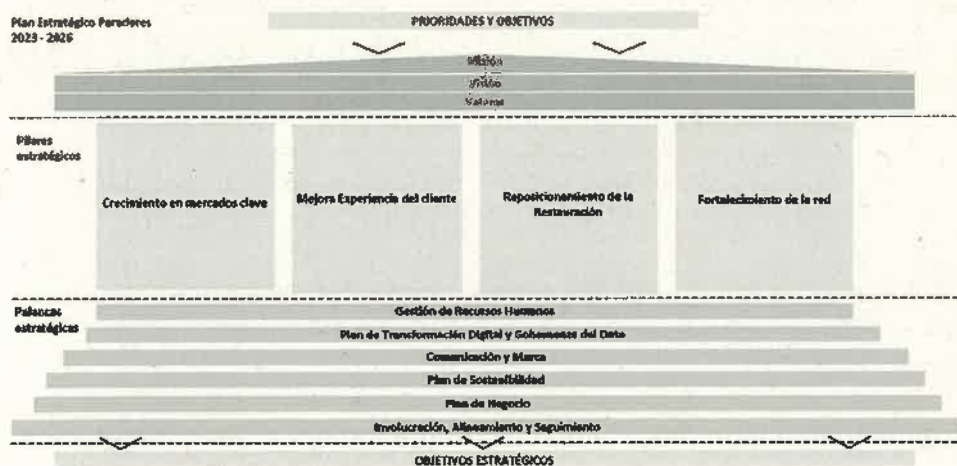 Plan Estratégico Paradores
2023 - 2026
PRIORIDADES Y OBJETIVOS
Misión
Visión
Valores
Pilares
estratégicos
Crecimiento en mercados clave
Mejora Experiencia del cliente
Reposicionamiento de la
Restauración
Fortalecimiento de la red
Palancas
estratégicas
Gestión de Recursos Humanos
Plan de Transformación Digital y Gobernanza del Dato
Comunicación y Marca
Plan de Sostenibilidad
Plan de Negocio
Involucración, Alineamiento y Seguimiento
OBJETIVOS ESTRATÉGICOS